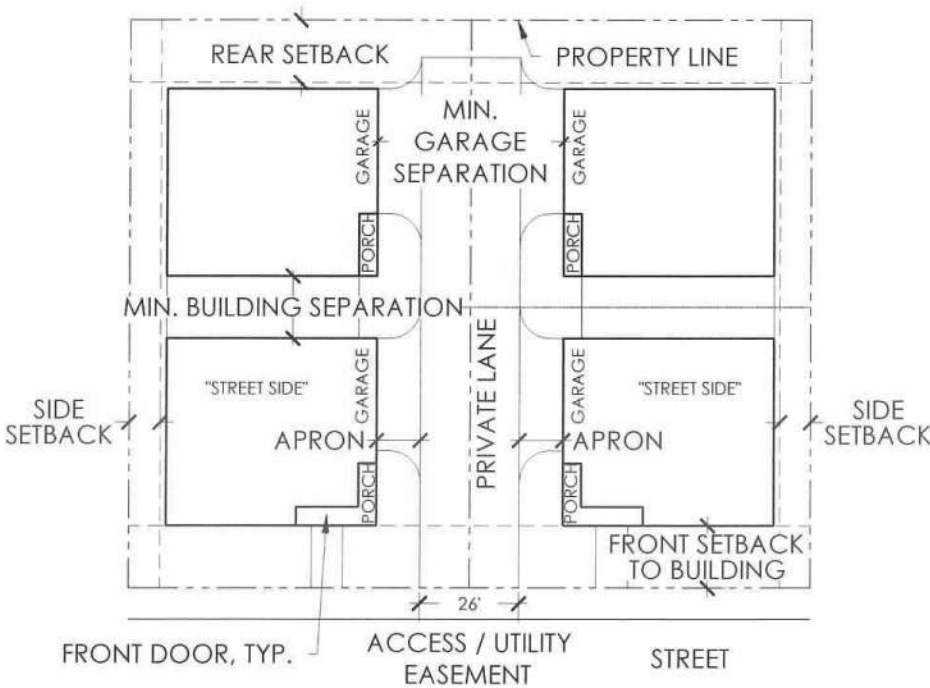 REAR SETBACK
PROPERTY LINE
MIN.
GARAGE
SEPARATION
GARAGE
GARAGE
PORCH
PORCH
MIN. BUILDING SEPARATION
"STREET SIDE"
GARAGE
PRIVATE LANE
GARAGE
"STREET SIDE"
SIDE
SETBACK
SIDE
SETBACK
APRON
APRON
PORCH
PORCH
FRONT SETBACK
TO BUILDING
26'
FRONT DOOR, TYP.
ACCESS / UTILITY
EASEMENT
STREET